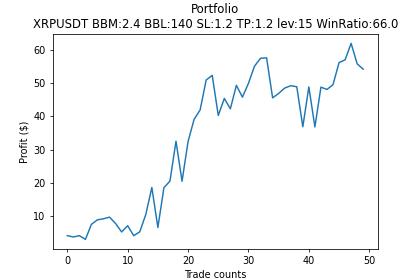 Portfolio
XRPUSDT BBM:2.4 BBL:140 SL:1.2 TP:1.2 lev:15 WinRatio:66.0
60
50
40
30
20
10
Profit ($)
0 10 20 30 40 50
Trade counts